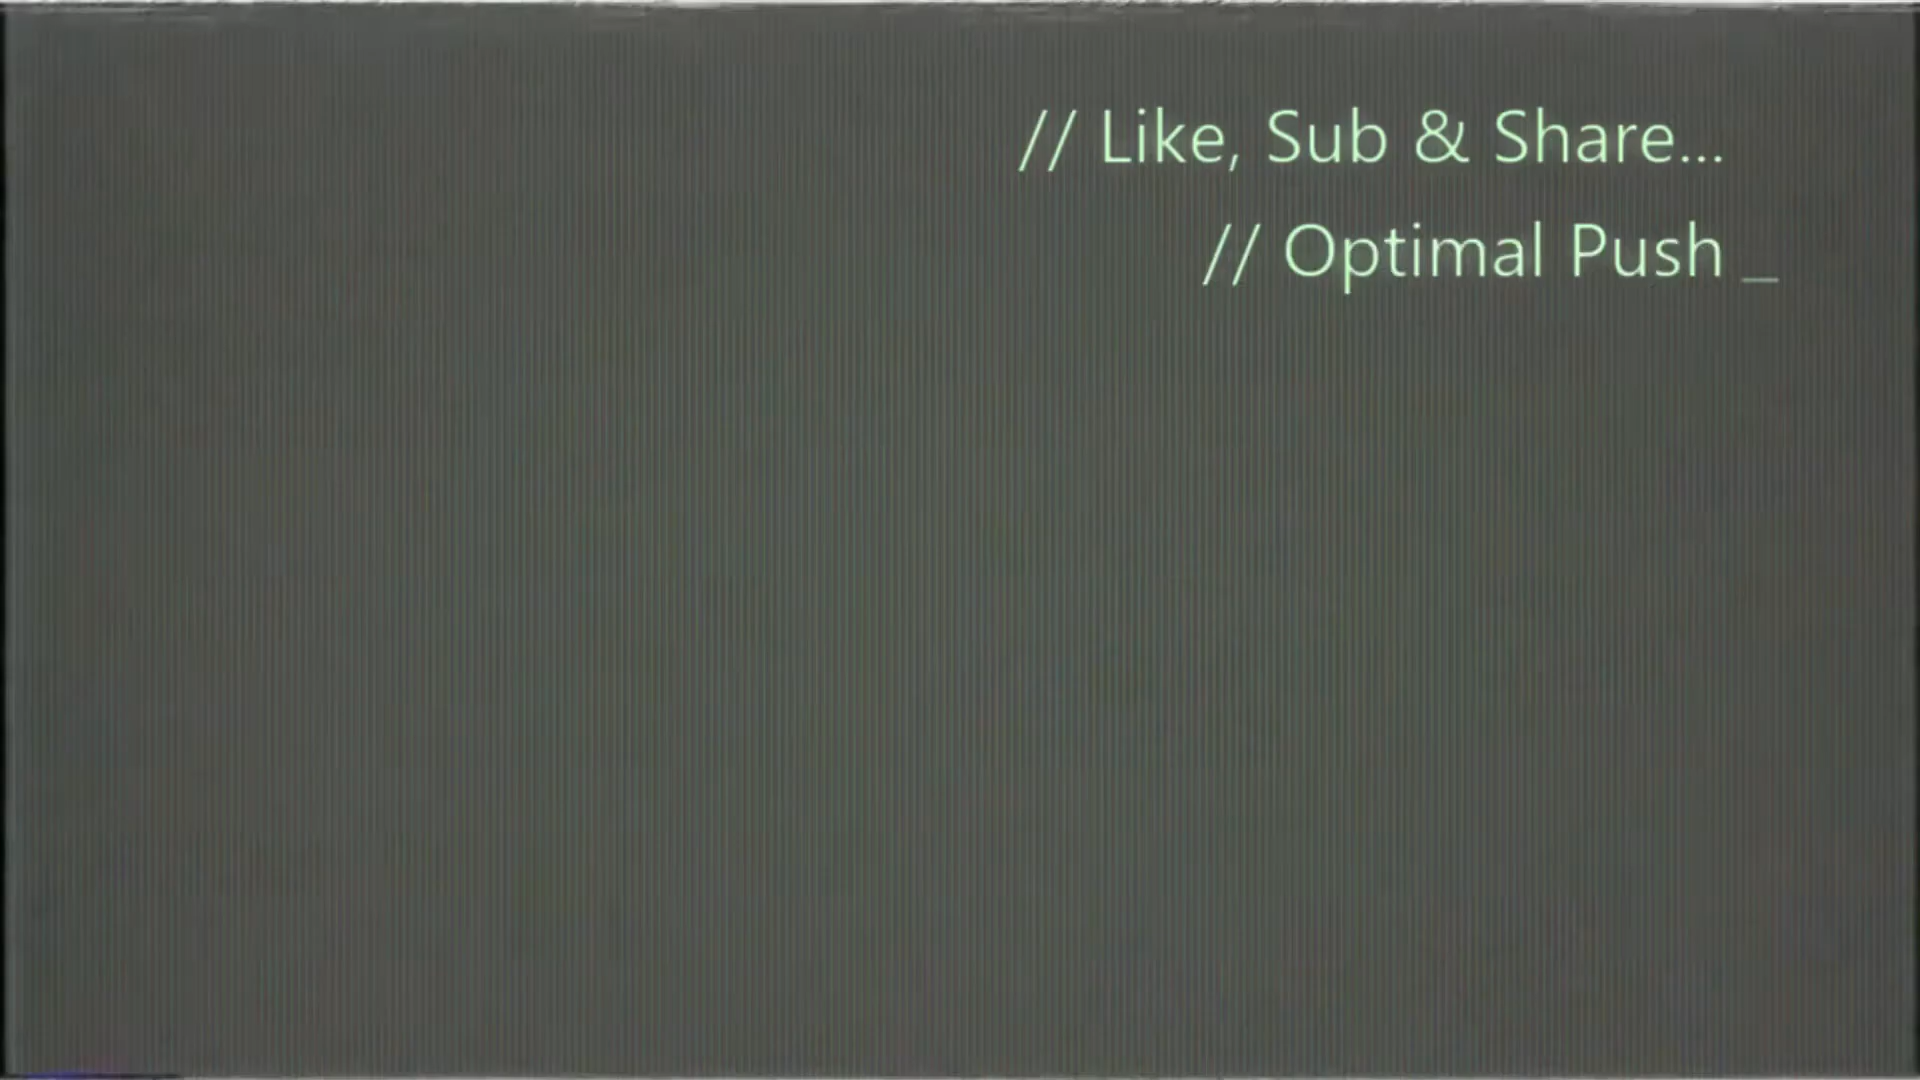 // Like, Sub & Share...
// Optimal Push _